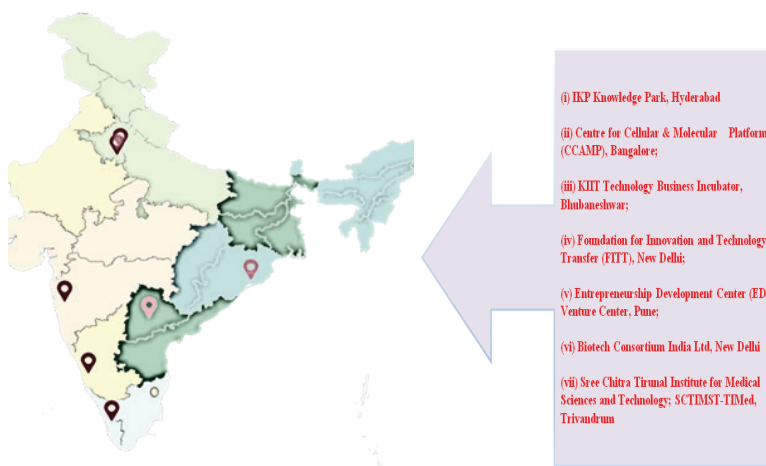 (i) IKP Knowledge Park, Hyderabad
(ii) Centre for Cellular & Molecular Platform
(CCAMP), Bangalore;
(iii) KIIT Technology Business Incubator,
Bhubaneshwar;
(iv) Foundation for Innovation and Technology
Transfer (FITT), New Delhi;
(v) Entrepreneurship Development Center (ED
Venture Center, Pune;
(vi) Biotech Consortium India Ltd, New Delhi
(vii) Sree Chitra Tirunal Institute for Medical
Sciences and Technology; SCTIMST-TIMed,
Trivandrum